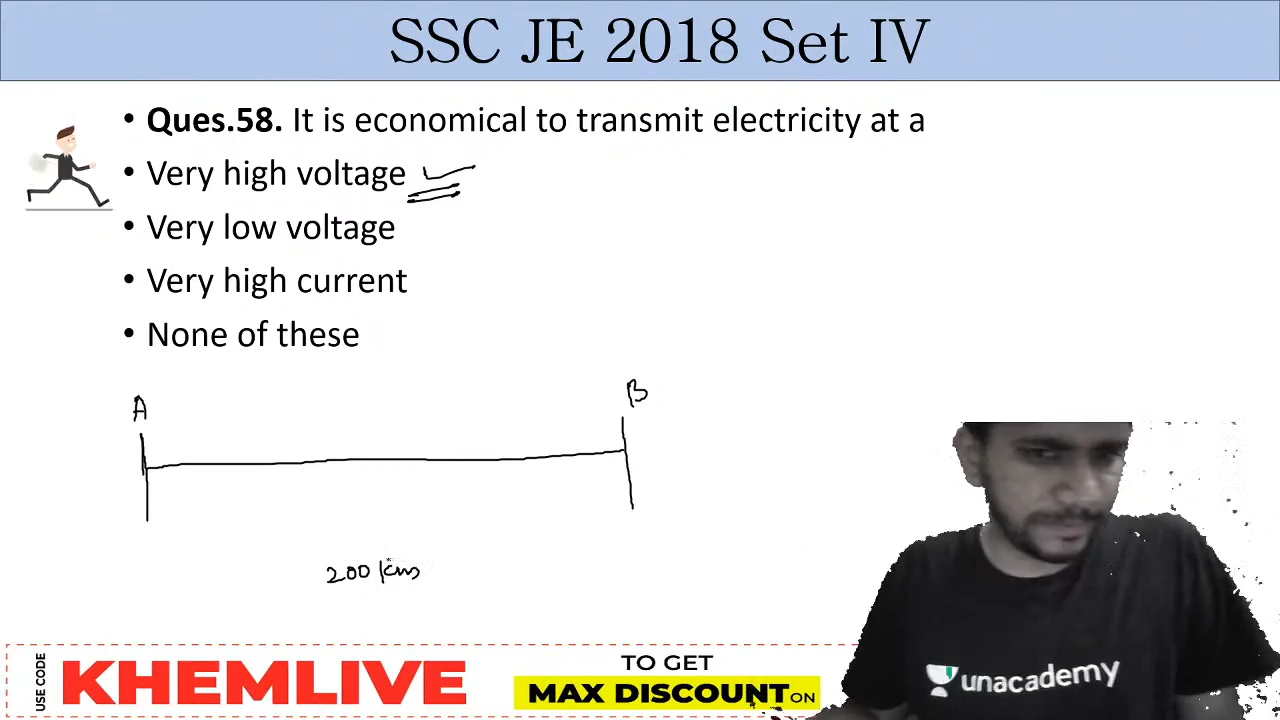 SSC JE 2018 Set IV
• Ques.58. It is economical to transmit electricity at a
• Very high voltage
• Very low voltage
• Very high current
• None of these
A
B
200 km
USE CODE
KHEMLIVE
TO GET
MAX DISCOUNT ON
unacademy